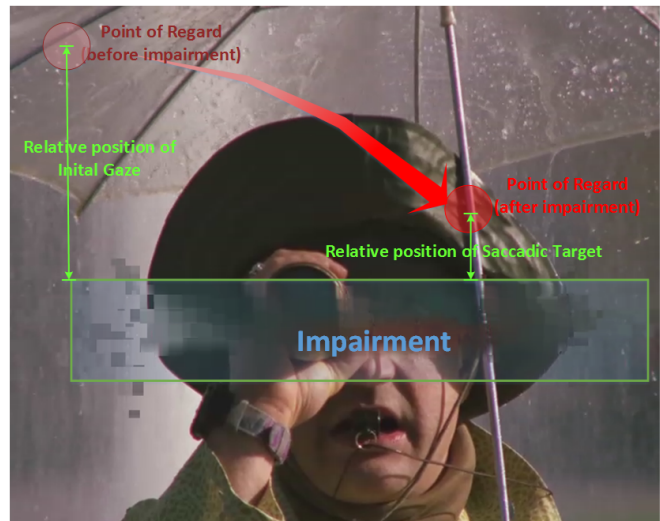 Point of Regard
(before impairment)
Relative position of
Inital Gaze
Point of Regard
(after impairment)
Relative position of Saccadic Target
Impairment